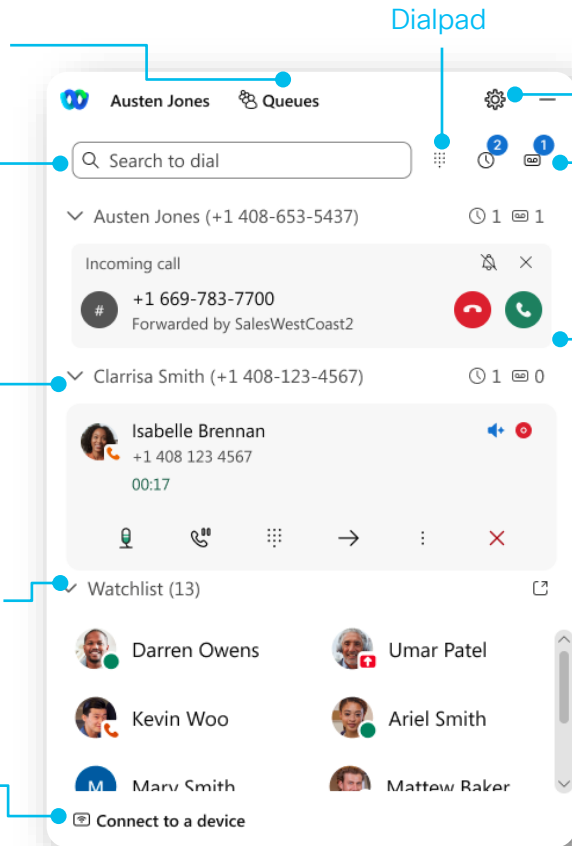 Dialpad
Austen Jones Queues
Search to dial 2 1
Austen Jones (+1 408-653-5437) 1 1
Incoming call
# +1 669-783-7700
Forwarded by SalesWestCoast2
Clarrisa Smith (+1 408-123-4567) 1 0
Isabelle Brennan
+1 408 123 4567
00:17
Watchlist (13)
Darren Owens Umar Patel
Kevin Woo Ariel Smith
M Mary Smith Mattew Baker
Connect to a device